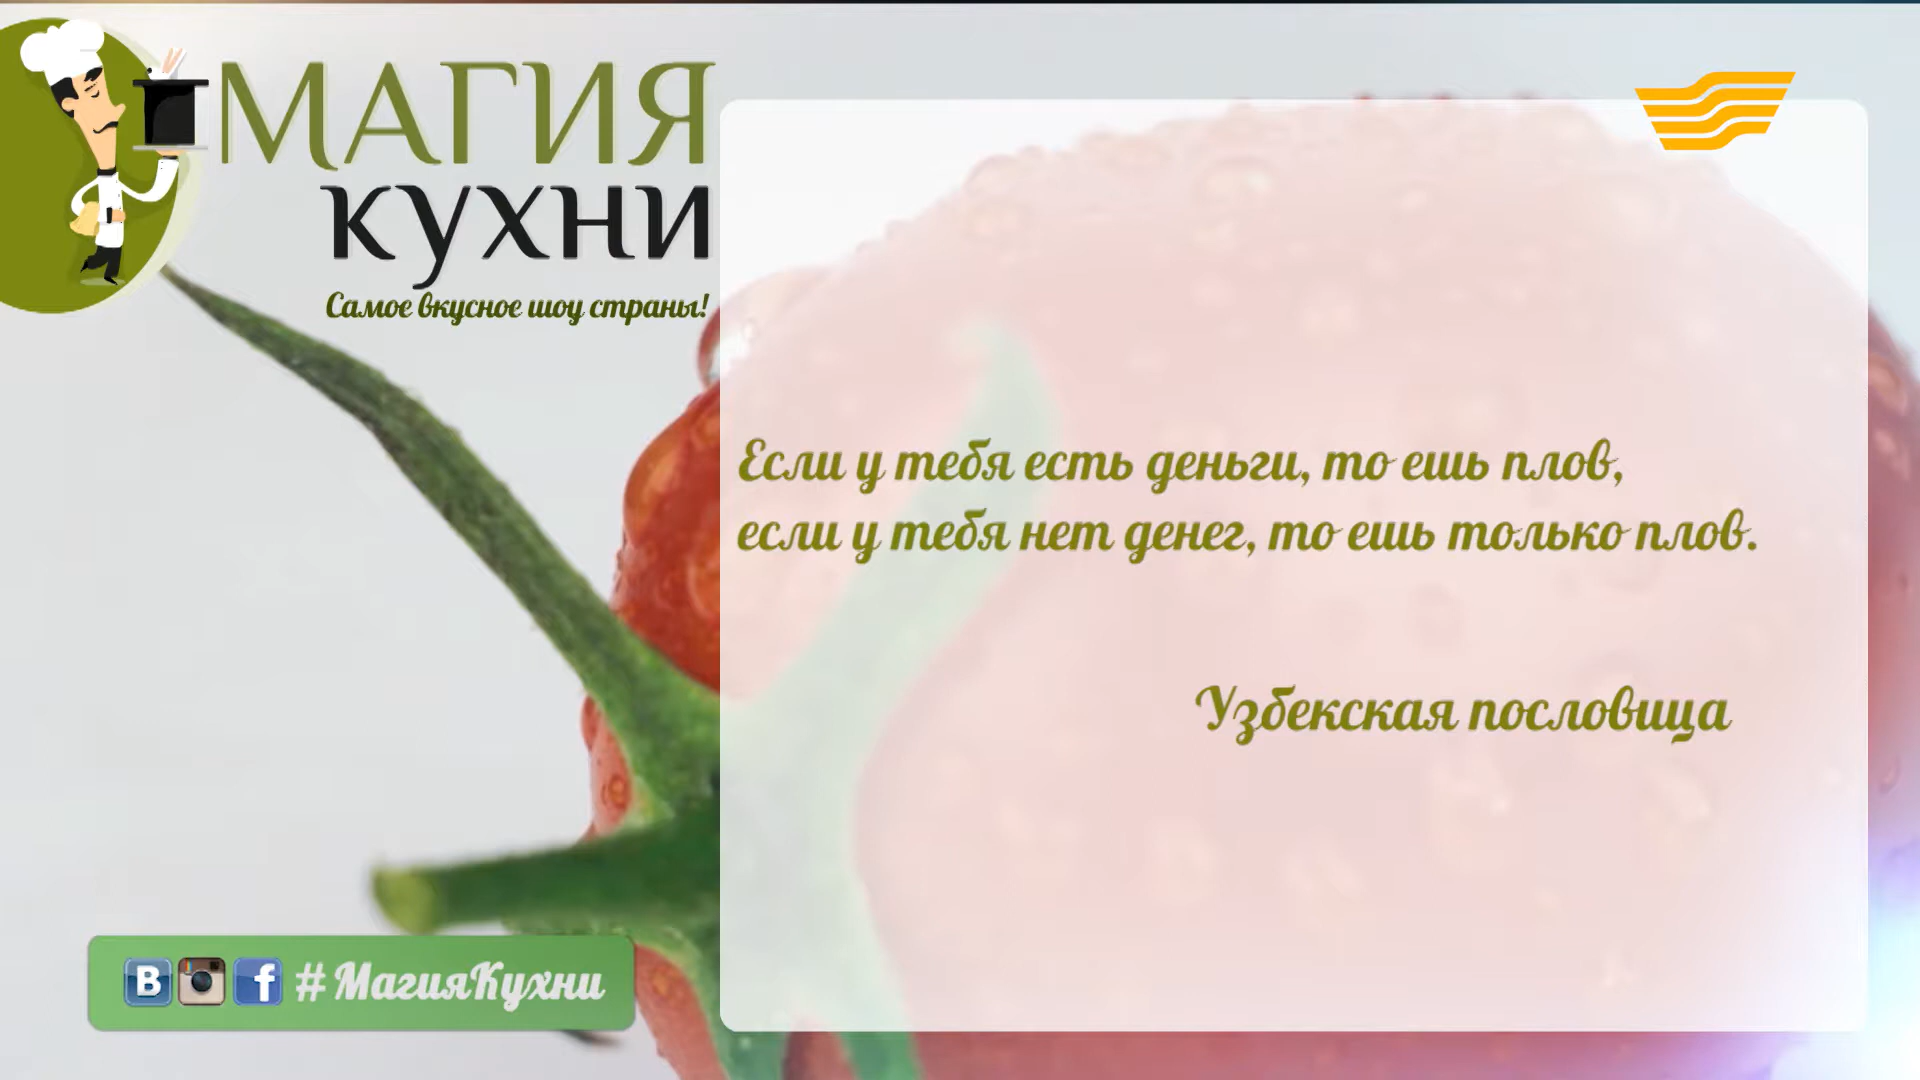 МАГИЯ
кухни
Самое вкусное шоу страны!
Если у тебя есть деньги, то ешь плов,
если у тебя нет денег, то ешь только плов.
Узбекская пословица
В f #МагияКухни